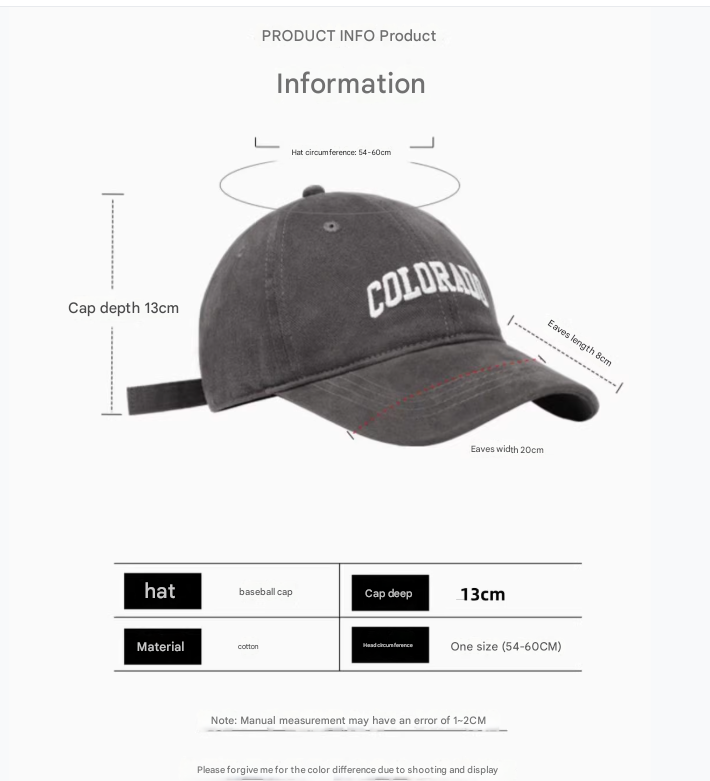 PRODUCT INFO Product
Information
Hat circumference: 54-60cm
COLORADO
Cap depth 13cm
Eaves length 8cm
Eaves width 20cm
hat baseball cap Cap deep 13cm
Material cotton Head circumference One size (54-60CM)
Note: Manual measurement may have an error of 1-2CM
Please forgive me for the color difference due to shooting and display